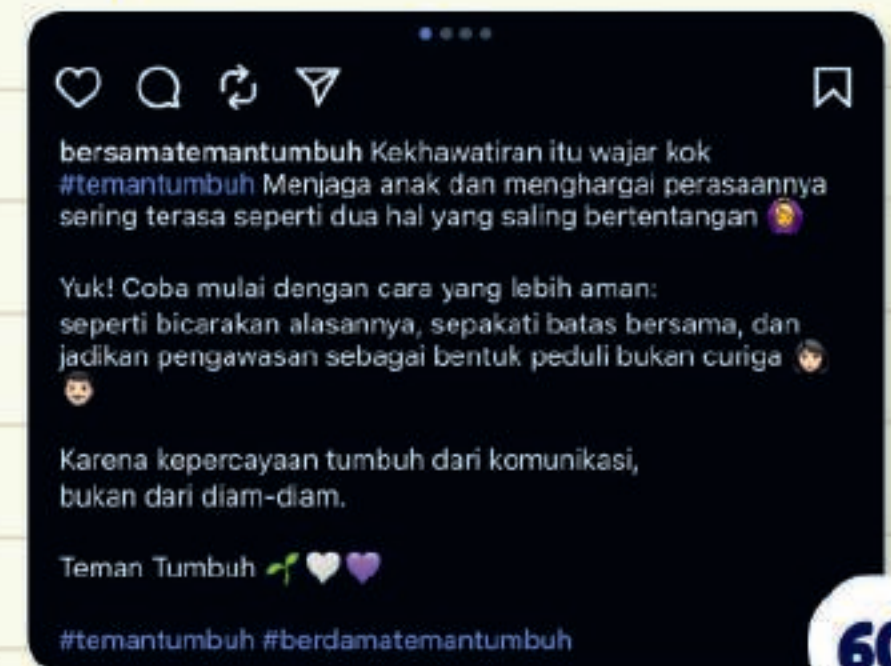 bersamatemantumbuh Kekhawatiran itu wajar kok
#temantumbuh Menjaga anak dan menghargai perasaannya
sering terasa seperti dua hal yang saling bertentangan 🙆‍♀️
Yuk! Coba mulai dengan cara yang lebih aman:
seperti bicarakan alasannya, sepakati batas bersama, dan
jadikan pengawasan sebagai bentuk peduli bukan curiga 👩🏻
👨🏻
Karena kepercayaan tumbuh dari komunikasi,
bukan dari diam-diam.
Teman Tumbuh 🌱🤍💜
#temantumbuh #berdamatemantumbuh